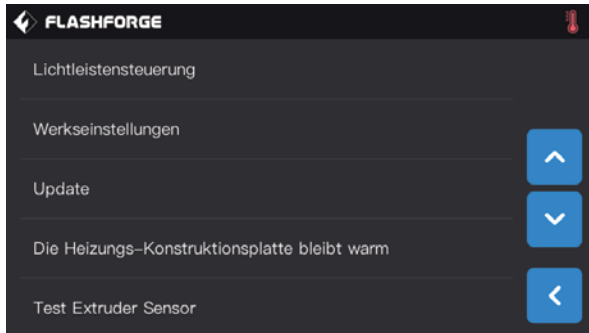 FLASHFORGE
Lichtleistensteuerung
Werkseinstellungen
Update
Die Heizungs-Konstruktionsplatte bleibt warm
Test Extruder Sensor